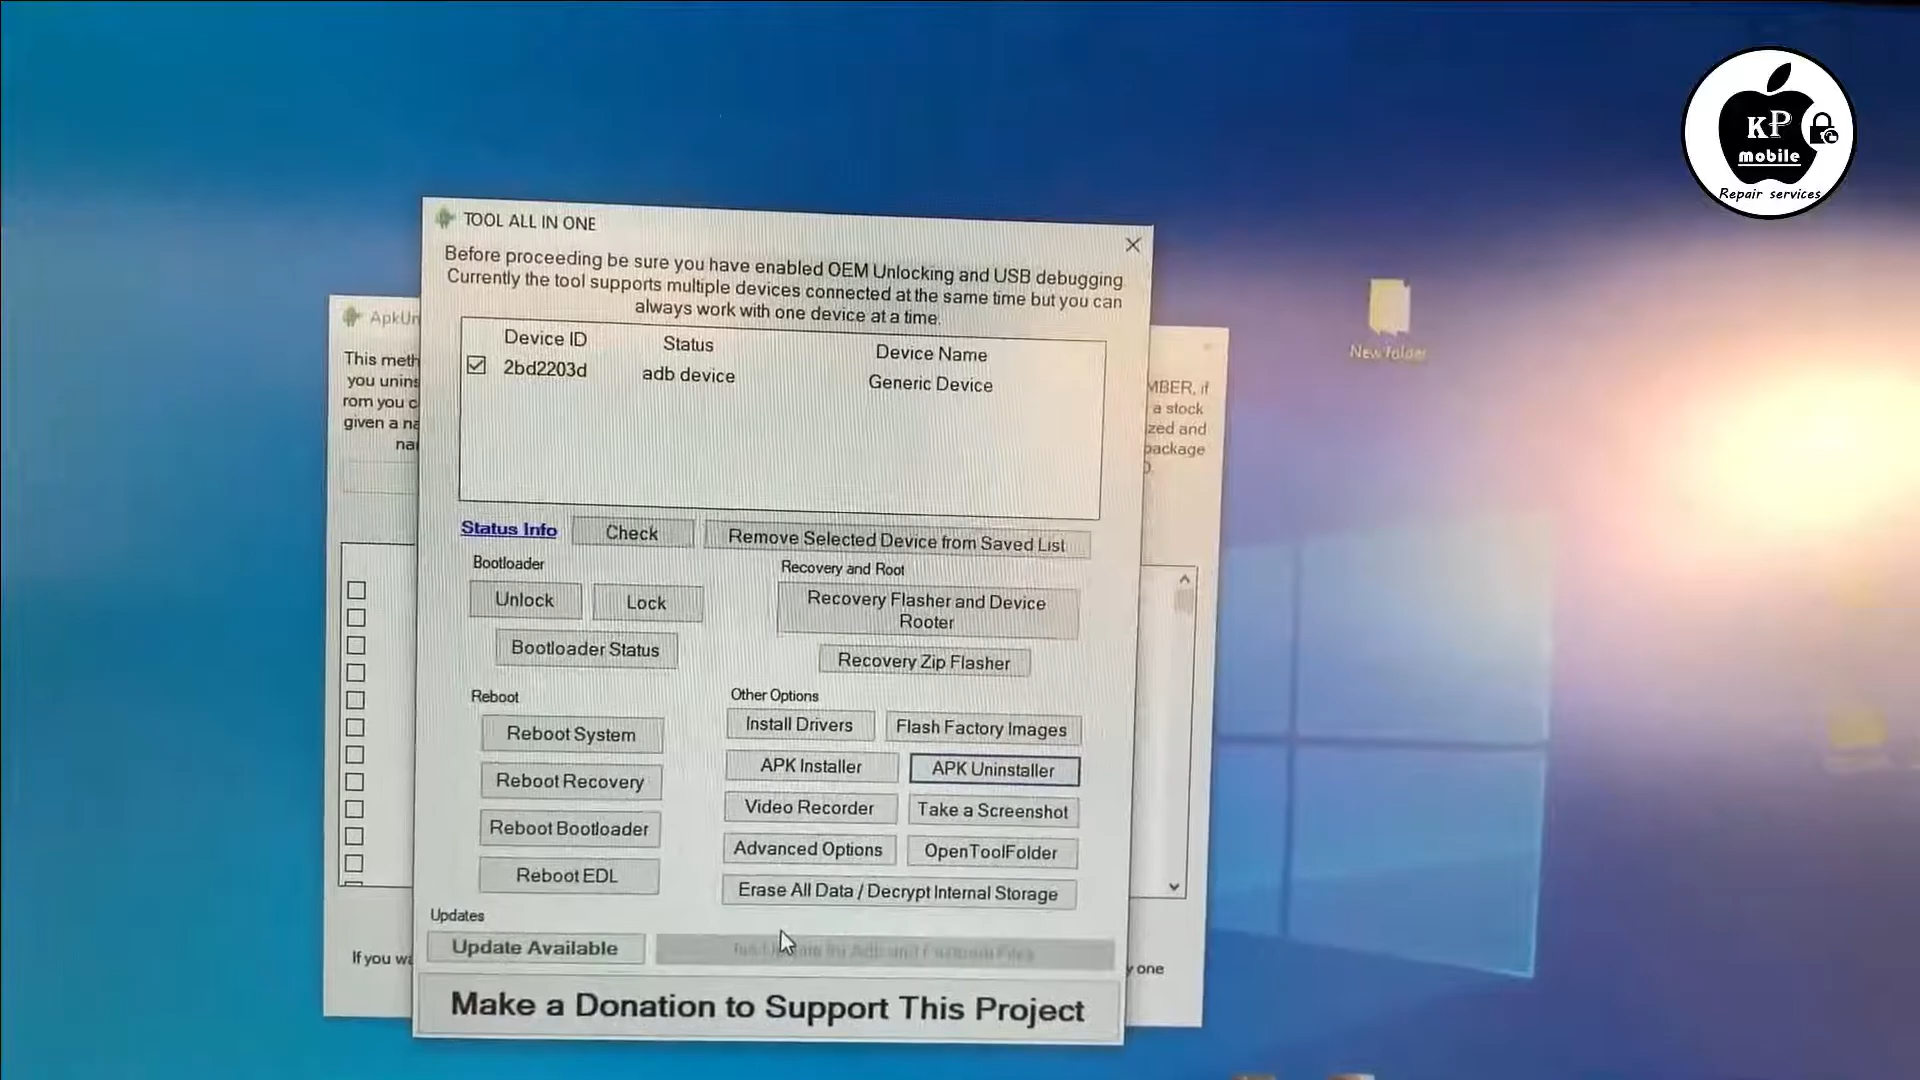 KP
mobile
Repair services
TOOL ALL IN ONE
Before proceeding be sure you have enabled OEM Unlocking and USB debugging
Currently the tool supports multiple devices connected at the same time but you can
always work with one device at a time.
Device ID Status Device Name
2bd2203d adb device Generic Device
Status Info Check Remove Selected Device from Saved List
Bootloader
Unlock Lock
Bootloader Status
Recovery and Root
Recovery Flasher and Device
Rooter
Recovery Zip Flasher
Reboot
Reboot System
Reboot Recovery
Reboot Bootloader
Reboot EDL
Other Options
Install Drivers Flash Factory Images
APK Installer APK Uninstaller
Video Recorder Take a Screenshot
Advanced Options OpenToolFolder
Erase All Data / Decrypt Internal Storage
Updates
Update Available
Make a Donation to Support This Project
ApkUn
This meth
you unins
rom you c
given a na
nar
MBER, if
a stock
zed and
package
If you wa
y one
New folder